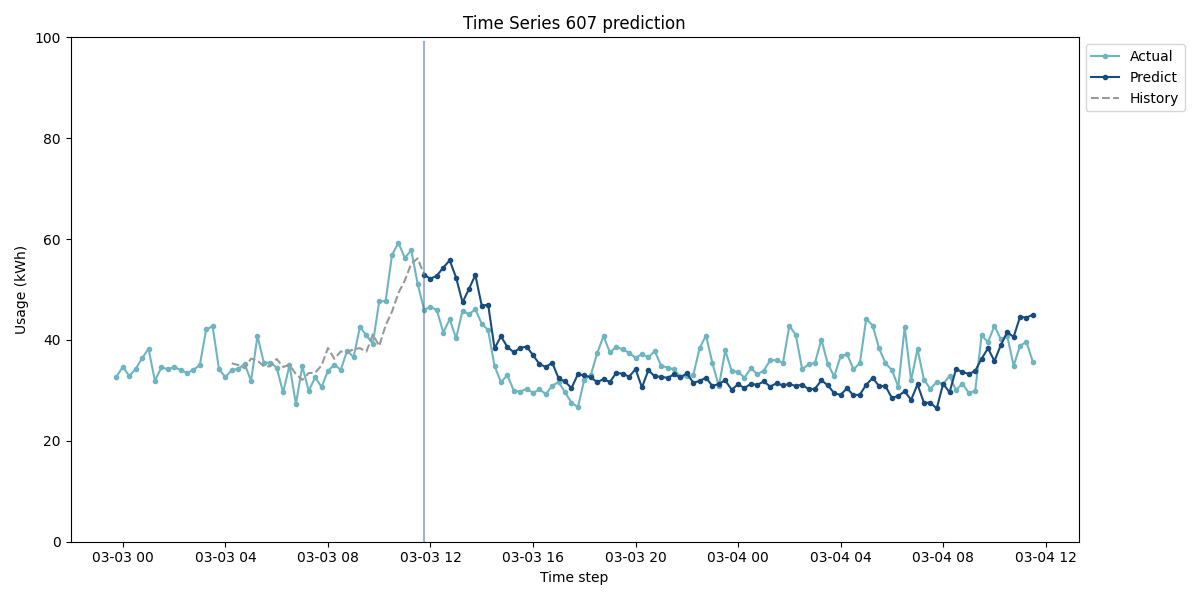 Time Series 607 prediction
Usage (kWh)
100
80
60
40
20
0
03-03 00
03-03 04
03-03 08
03-03 12
03-03 16
03-03 20
03-04 00
03-04 04
03-04 08
03-04 12
Time step
Actual
Predict
History